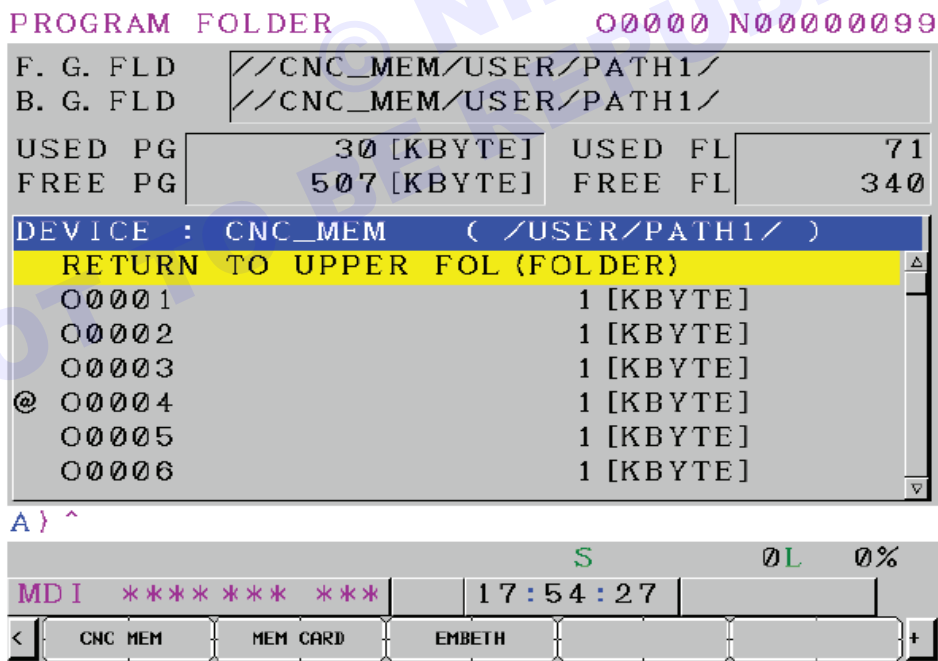 PROGRAM FOLDER O0000 N00000099
F. G. FLD //CNC_MEM/USER/PATH1/
B. G. FLD //CNC_MEM/USER/PATH1/
USED PG 30 [KBYTE] USED FL 71
FREE PG 507 [KBYTE] FREE FL 340
DEVICE : CNC_MEM ( /USER/PATH1/ )
RETURN TO UPPER FOL (FOLDER)
O0001 1 [KBYTE]
O0002 1 [KBYTE]
O0003 1 [KBYTE]
@ O0004 1 [KBYTE]
O0005 1 [KBYTE]
O0006 1 [KBYTE]
A) ^
S 0L 0%
MDI **** *** *** 17:54:27
< CNC MEM MEM CARD EMBETH +